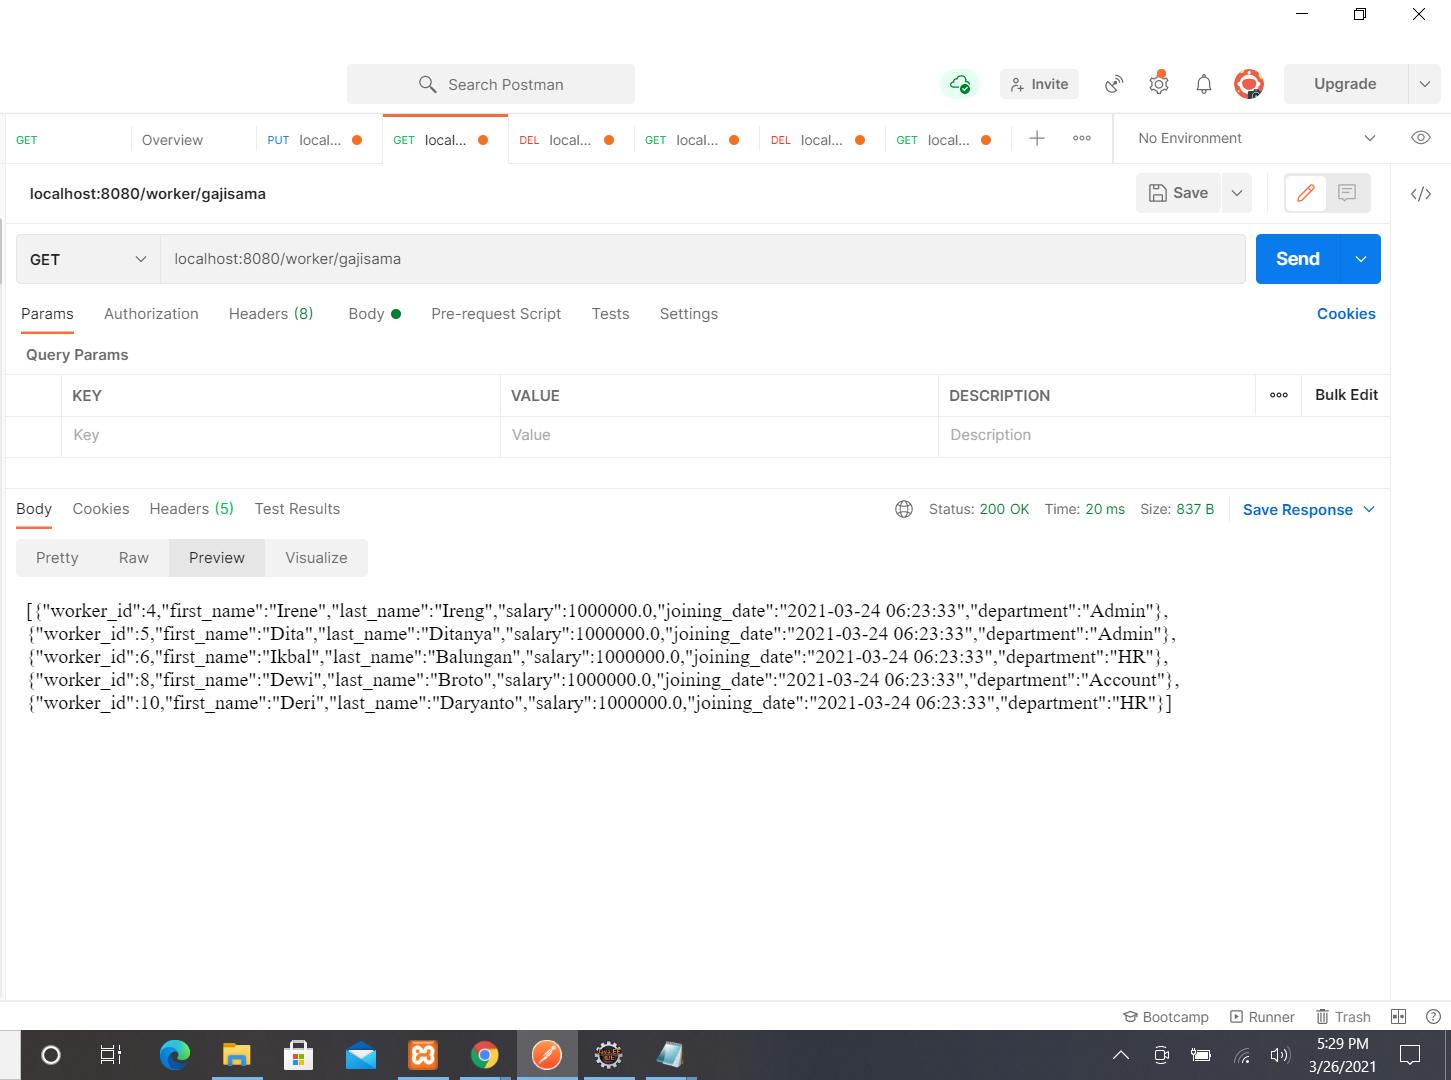 Search Postman
Invite
Upgrade
GET
Overview
PUT local...
GET local...
DEL local...
GET local...
DEL local...
GET local...
No Environment
localhost:8080/worker/gajisama
Save
GET
localhost:8080/worker/gajisama
Send
Params Authorization Headers (8) Body Pre-request Script Tests Settings
Cookies
Query Params
KEY VALUE DESCRIPTION Bulk Edit
Key Value Description
Body Cookies Headers (5) Test Results
Status: 200 OK Time: 20 ms Size: 837 B Save Response
Pretty Raw Preview Visualize
[{"worker_id":4,"first_name":"Irene","last_name":"Ireng","salary":1000000.0,"joining_date":"2021-03-24 06:23:33","department":"Admin"},
{"worker_id":5,"first_name":"Dita","last_name":"Ditanya","salary":1000000.0,"joining_date":"2021-03-24 06:23:33","department":"Admin"},
{"worker_id":6,"first_name":"Ikbal","last_name":"Balungan","salary":1000000.0,"joining_date":"2021-03-24 06:23:33","department":"HR"},
{"worker_id":8,"first_name":"Dewi","last_name":"Broto","salary":1000000.0,"joining_date":"2021-03-24 06:23:33","department":"Account"},
{"worker_id":10,"first_name":"Deri","last_name":"Daryanto","salary":1000000.0,"joining_date":"2021-03-24 06:23:33","department":"HR"}]
Bootcamp Runner Trash
5:29 PM
3/26/2021